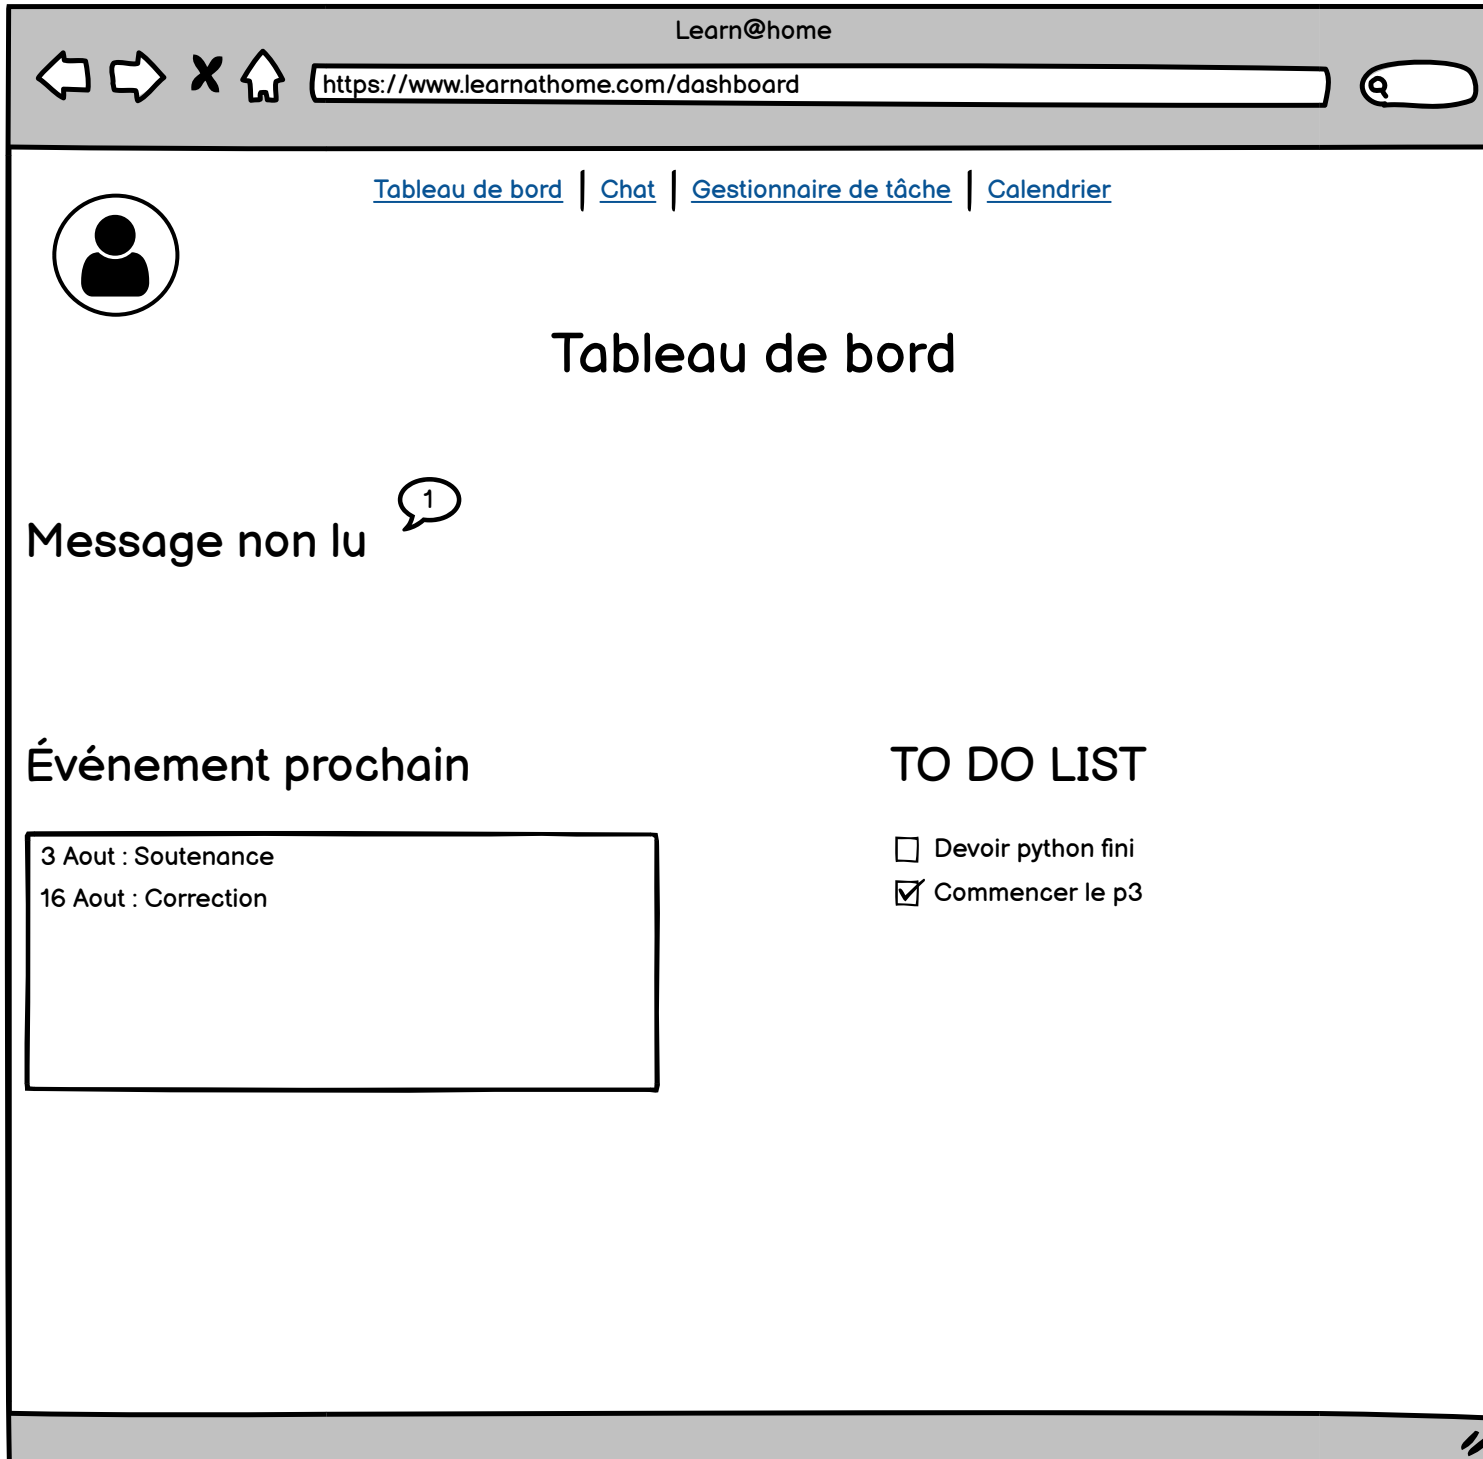 Learn@home
https://www.learnathome.com/dashboard
Tableau de bord Chat Gestionnaire de tâche Calendrier
Tableau de bord
1
Message non lu
Événement prochain
3 Aout : Soutenance
16 Aout : Correction
TO DO LIST
Devoir python fini
Commencer le p3